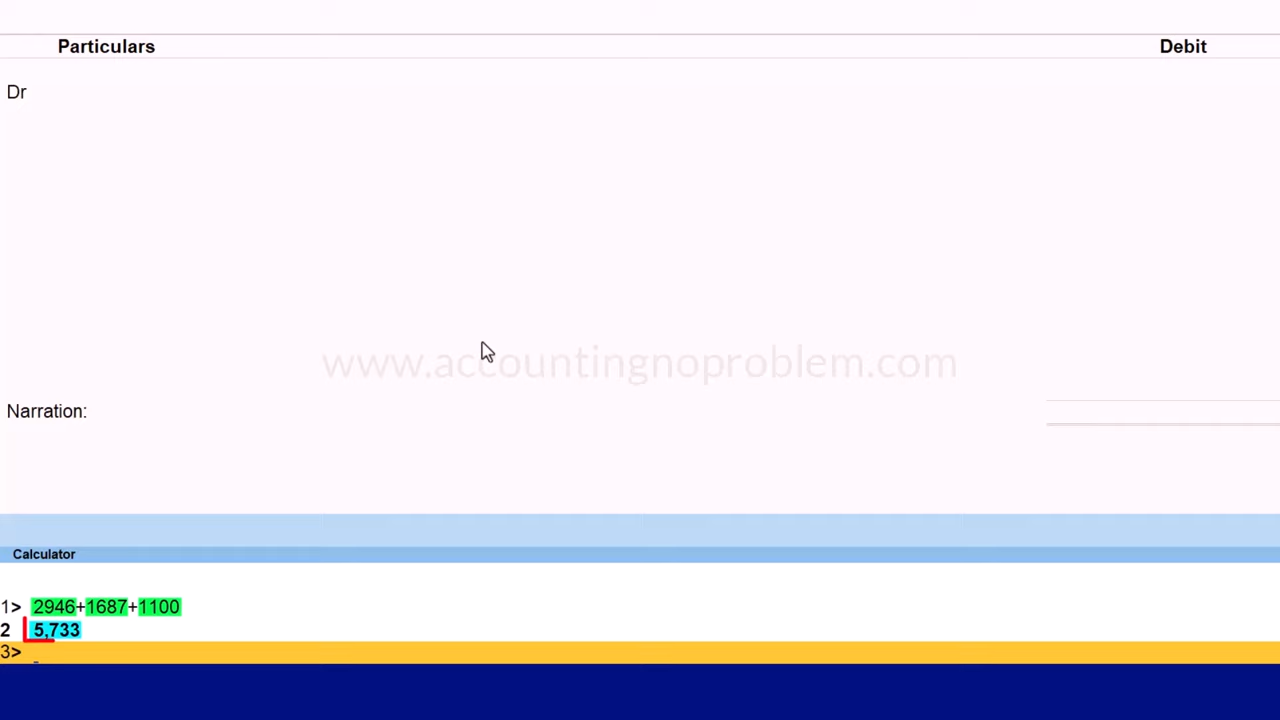 Particulars Debit
Dr
www.accountingnoproblem.com
Narration:
Calculator
1> 2946+1687+1100
2 5,733
3> _